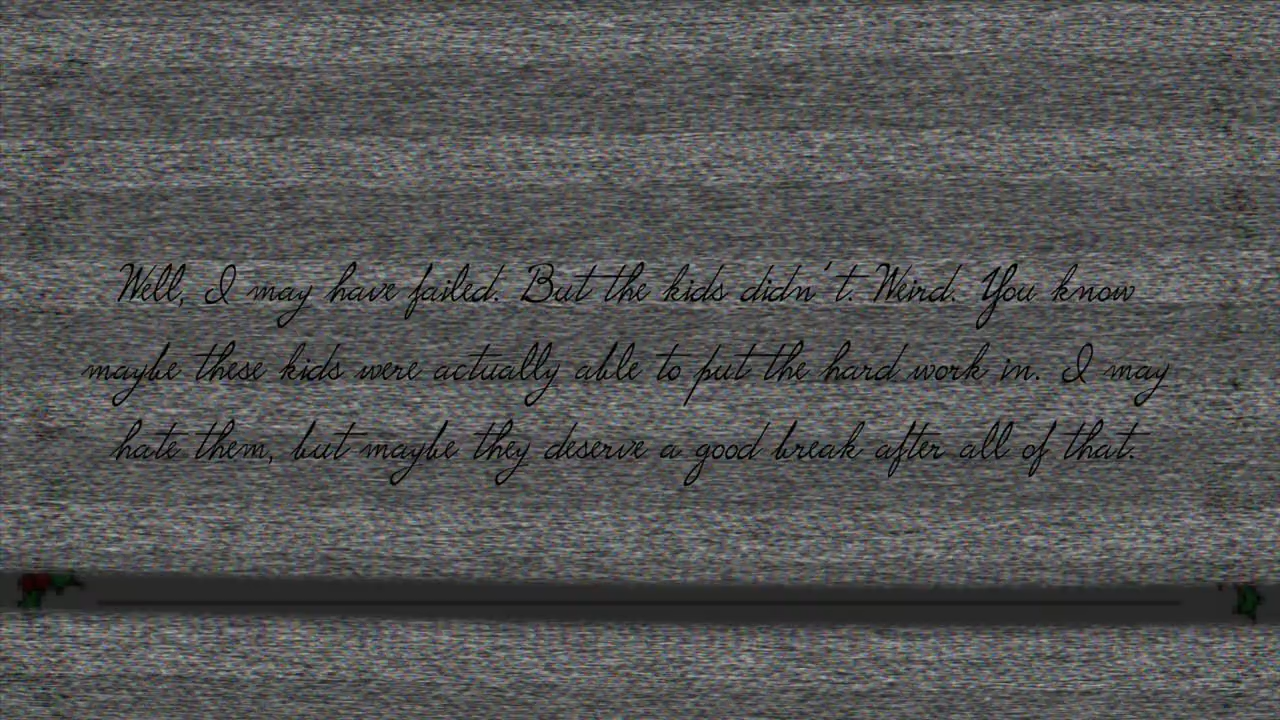 Well, I may have failed. But the kids didn't. Weird. You know
maybe these kids were actually able to put the hard work in. I may
hate them, but maybe they deserve a good break after all of that.